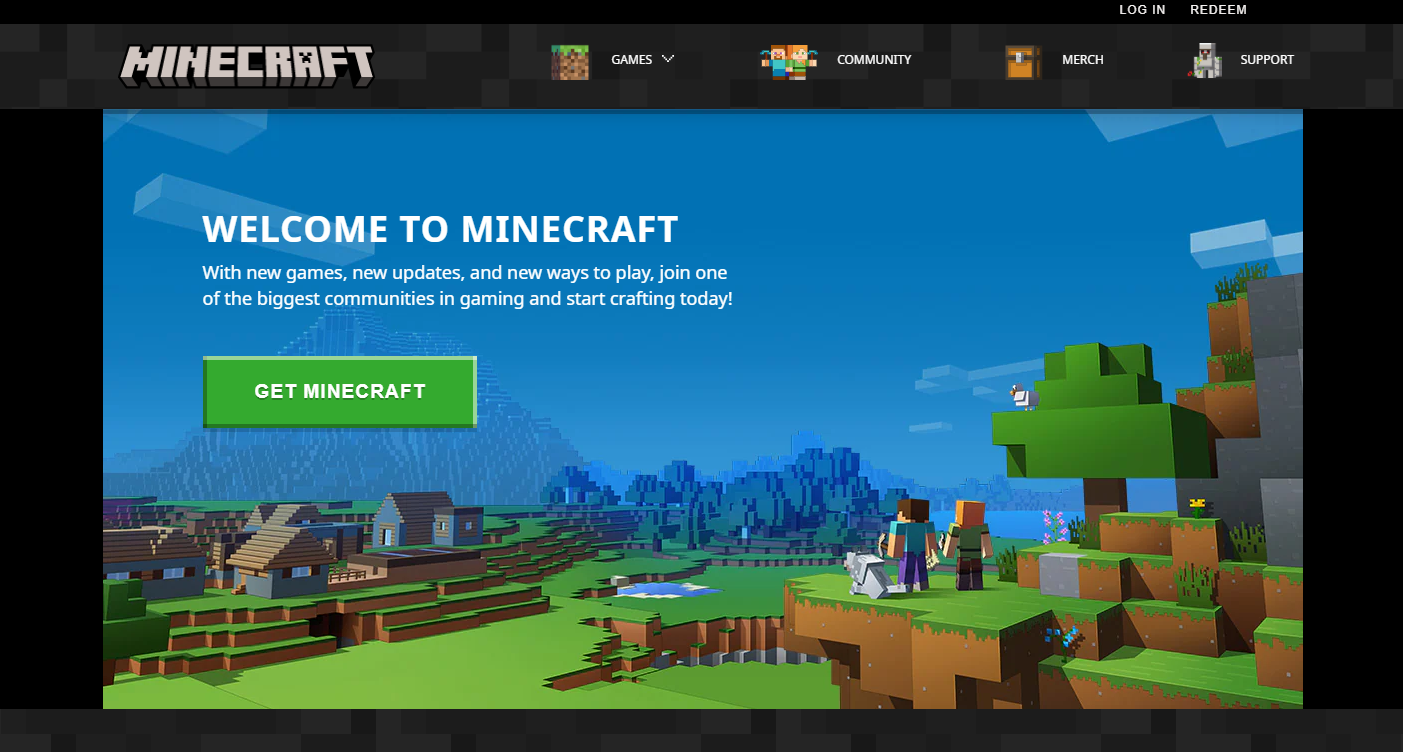 LOG IN REDEEM
MINECRAFT
GAMES COMMUNITY MERCH SUPPORT
WELCOME TO MINECRAFT
With new games, new updates, and new ways to play, join one
of the biggest communities in gaming and start crafting today!
GET MINECRAFT